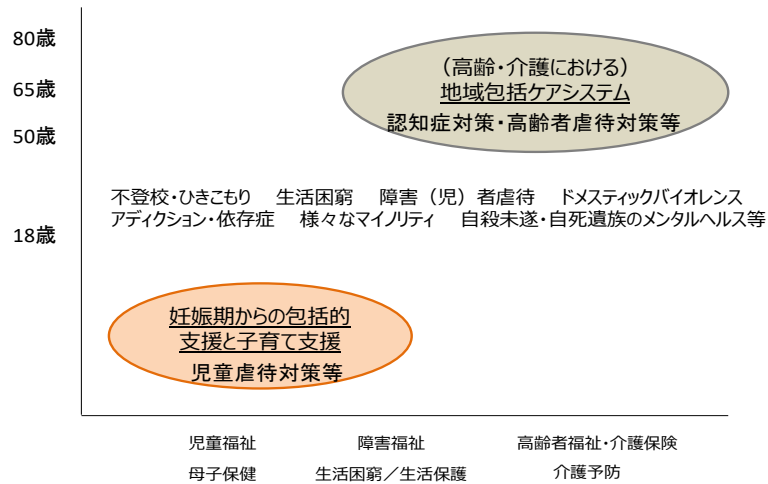 80歳
(高齢・介護における)
65歳
地域包括ケアシステム
認知症対策・高齢者虐待対策等
50歳
不登校・ひきこもり　生活困窮　障害（児）者虐待　ドメスティックバイオレンス
アディクション・依存症　様々なマイノリティ　自殺未遂・自死遺族のメンタルヘルス等
18歳
妊娠期からの包括的
支援と子育て支援
児童虐待対策等
児童福祉　障害福祉　高齢者福祉・介護保険
母子保健　生活困窮／生活保護　介護予防